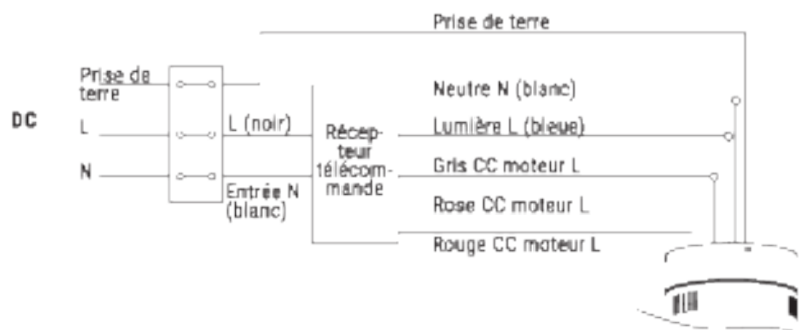 Prise de terre
Prise de
terre
DC
L
N
L (noir)
Entrée N
(blanc)
Récep-
teur
télécom-
mande
Neutre N (blanc)
Lumière L (bleue)
Gris CC moteur L
Rose CC moteur L
Rouge CC moteur L